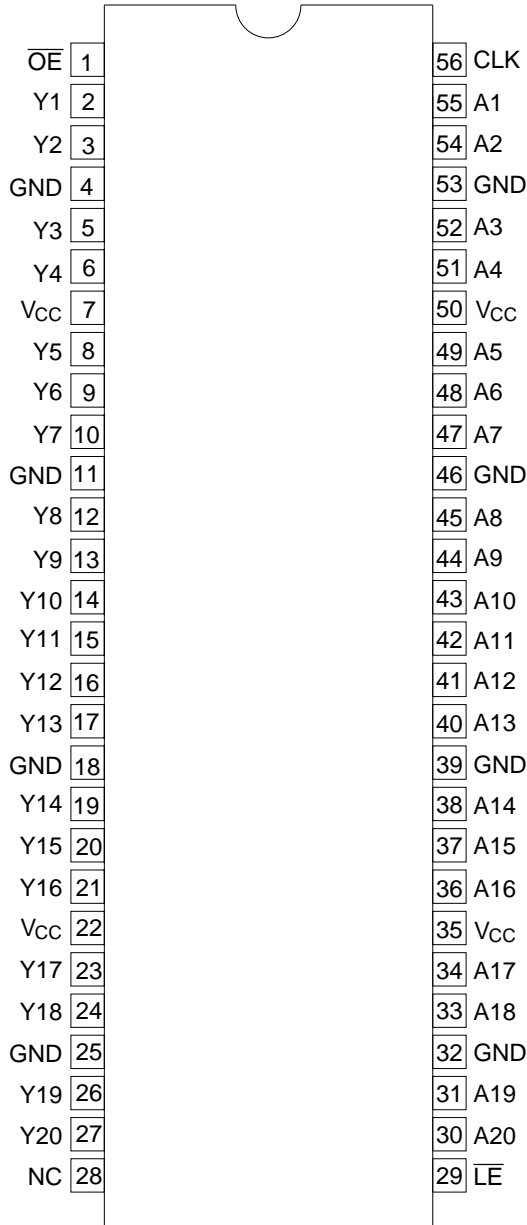 O̅E̅ 1 56 CLK
Y1 2 55 A1
Y2 3 54 A2
GND 4 53 GND
Y3 5 52 A3
Y4 6 51 A4
VCC 7 50 VCC
Y5 8 49 A5
Y6 9 48 A6
Y7 10 47 A7
GND 11 46 GND
Y8 12 45 A8
Y9 13 44 A9
Y10 14 43 A10
Y11 15 42 A11
Y12 16 41 A12
Y13 17 40 A13
GND 18 39 GND
Y14 19 38 A14
Y15 20 37 A15
Y16 21 36 A16
VCC 22 35 VCC
Y17 23 34 A17
Y18 24 33 A18
GND 25 32 GND
Y19 26 31 A19
Y20 27 30 A20
NC 28 29 L̅E̅